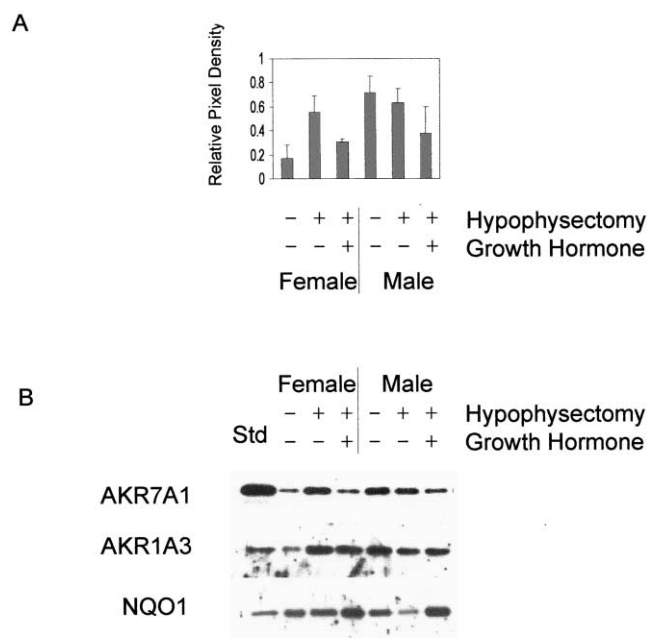 A
Relative Pixel Density
1
0.8
0.6
0.4
0.2
0
− + + − + + Hypophysectomy
− − + − − + Growth Hormone
Female Male
B
Female Male
− + + − + + Hypophysectomy
Std − − + − − + Growth Hormone
AKR7A1
AKR1A3
NQO1